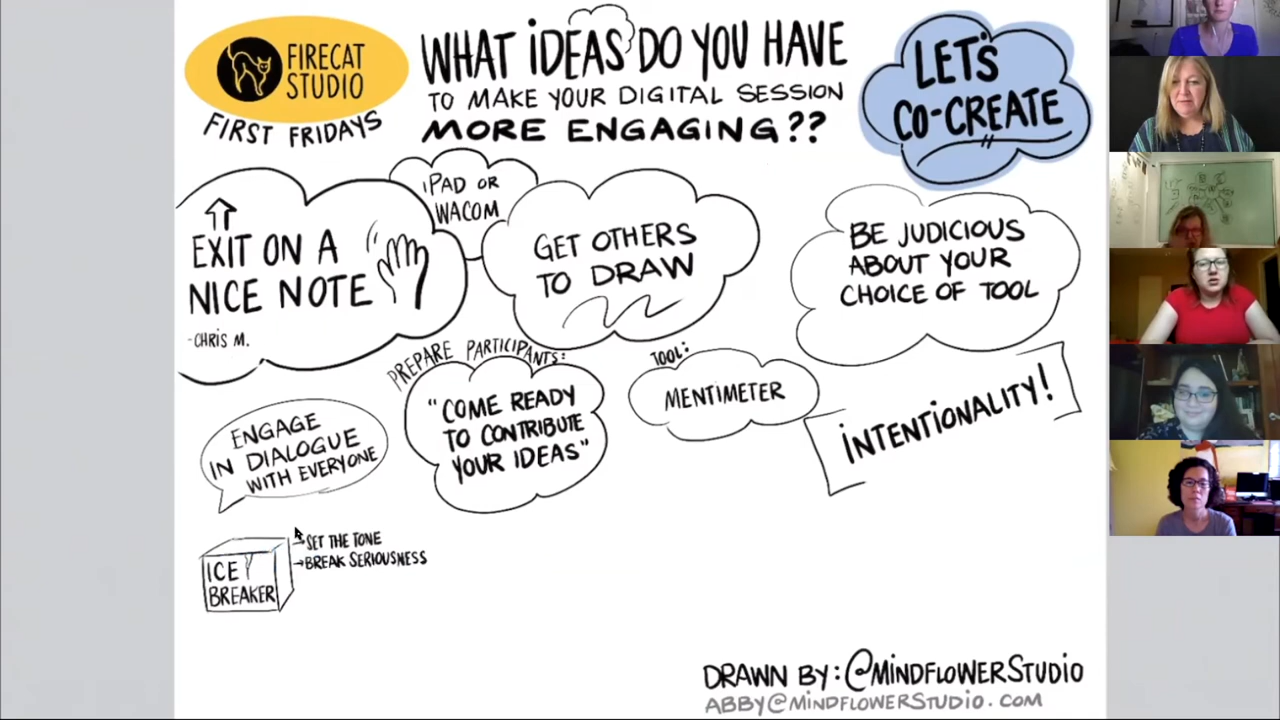 FIRECAT
STUDIO
FIRST FRIDAYS
WHAT IDEAS DO YOU HAVE
TO MAKE YOUR DIGITAL SESSION
MORE ENGAGING??
LET'S
CO-CREATE
EXIT ON A
NICE NOTE
-CHRIS M.
iPAD OR
WACOM
GET OTHERS
TO DRAW
BE JUDICIOUS
ABOUT YOUR
CHOICE OF TOOL
ENGAGE
IN DIALOGUE
WITH EVERYONE
PREPARE PARTICIPANTS:
"COME READY
TO CONTRIBUTE
YOUR IDEAS"
TOOL:
MENTIMETER
INTENTIONALITY!
ICE
BREAKER
→SET THE TONE
→BREAK SERIOUSNESS
DRAWN BY: @MINDFLOWERSTUDIO
ABBY@MINDFLOWERSTUDIO.COM